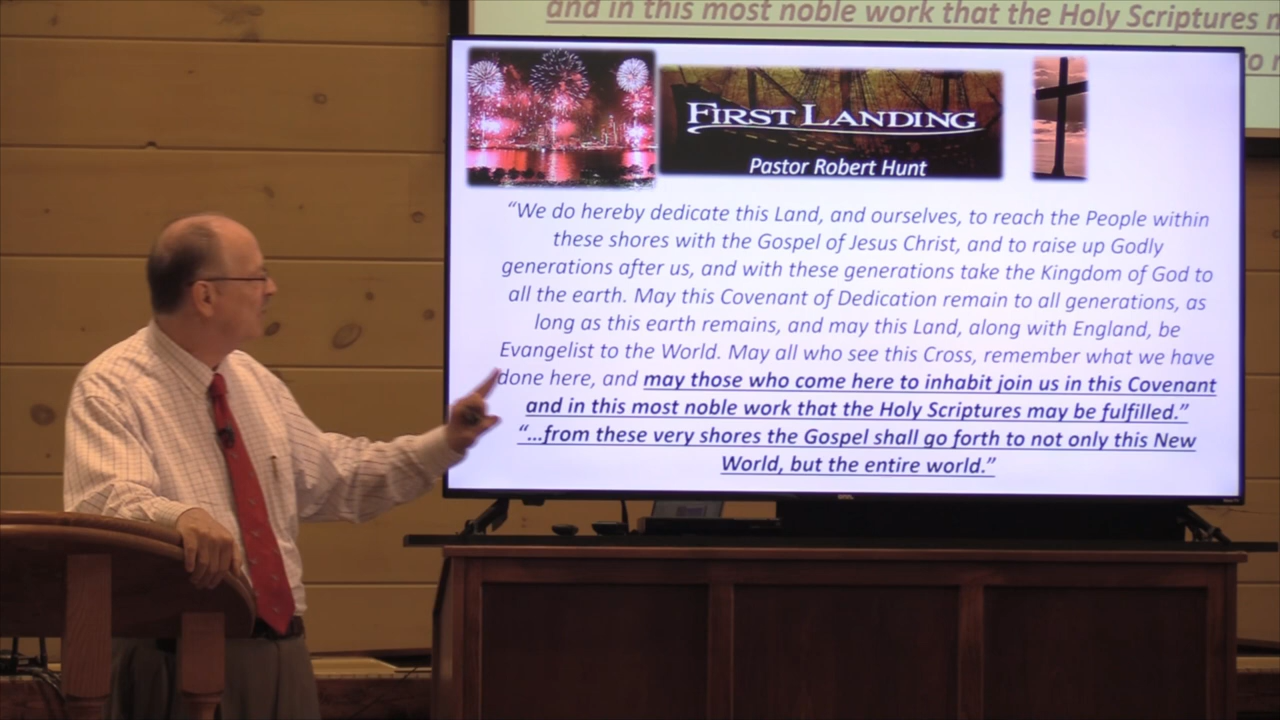 and in this most noble work that the Holy Scriptures
to
FIRST LANDING
Pastor Robert Hunt
“We do hereby dedicate this Land, and ourselves, to reach the People within
these shores with the Gospel of Jesus Christ, and to raise up Godly
generations after us, and with these generations take the Kingdom of God to
all the earth. May this Covenant of Dedication remain to all generations, as
long as this earth remains, and may this Land, along with England, be
Evangelist to the World. May all who see this Cross, remember what we have
done here, and may those who come here to inhabit join us in this Covenant
and in this most noble work that the Holy Scriptures may be fulfilled.”
“…from these very shores the Gospel shall go forth to not only this New
World, but the entire world.”
onn.